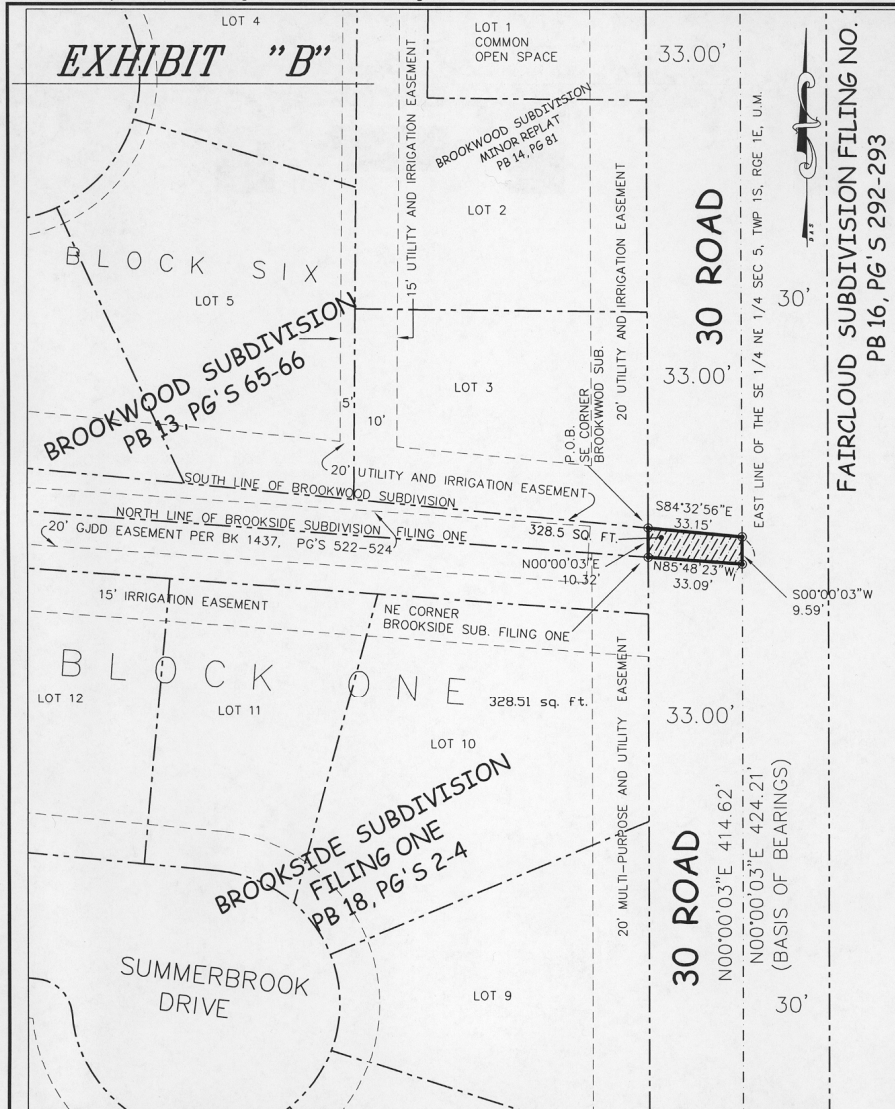 LOT 4
EXHIBIT "B"
LOT 1
COMMON
OPEN SPACE
33.00'
15' UTILITY AND IRRIGATION EASEMENT
BROOKWOOD SUBDIVISION
MINOR REPLAT
PB 14, PG 81
LOT 2
20' UTILITY AND IRRIGATION EASEMENT
30 ROAD
EAST LINE OF THE SE 1/4 NE 1/4 SEC 5, TWP 1S, RGE 1E, U.M.
30'
FAIRCLOUD SUBDIVISION FILING NO.
PB 16, PG'S 292-293
BLOCK SIX
LOT 5
BROOKWOOD SUBDIVISION
PB 13, PG'S 65-66
LOT 3
33.00'
5'
10'
P.O.B.
SE CORNER
BROOKWWOD SUB.
20' UTILITY AND IRRIGATION EASEMENT
SOUTH LINE OF BROOKWOOD SUBDIVISION
S84°32'56"E
33.15'
NORTH LINE OF BROOKSIDE SUBDIVISION FILING ONE
328.5 SQ. FT.
20' GJDD EASEMENT PER BK 1437, PG'S 522-524
N00°00'03"E
10.32'
N85°48'23"W
33.09'
S00°00'03"W
9.59'
15' IRRIGATION EASEMENT
NE CORNER
BROOKSIDE SUB. FILING ONE
BLOCK ONE
LOT 12
LOT 11
328.51 sq. ft.
LOT 10
20' MULTI-PURPOSE AND UTILITY EASEMENT
33.00'
BROOKSIDE SUBDIVISION
FILING ONE
PB 18, PG'S 2-4
30 ROAD
N00°00'03"E 414.62'
N00°00'03"E 424.21'
(BASIS OF BEARINGS)
SUMMERBROOK
DRIVE
LOT 9
30'